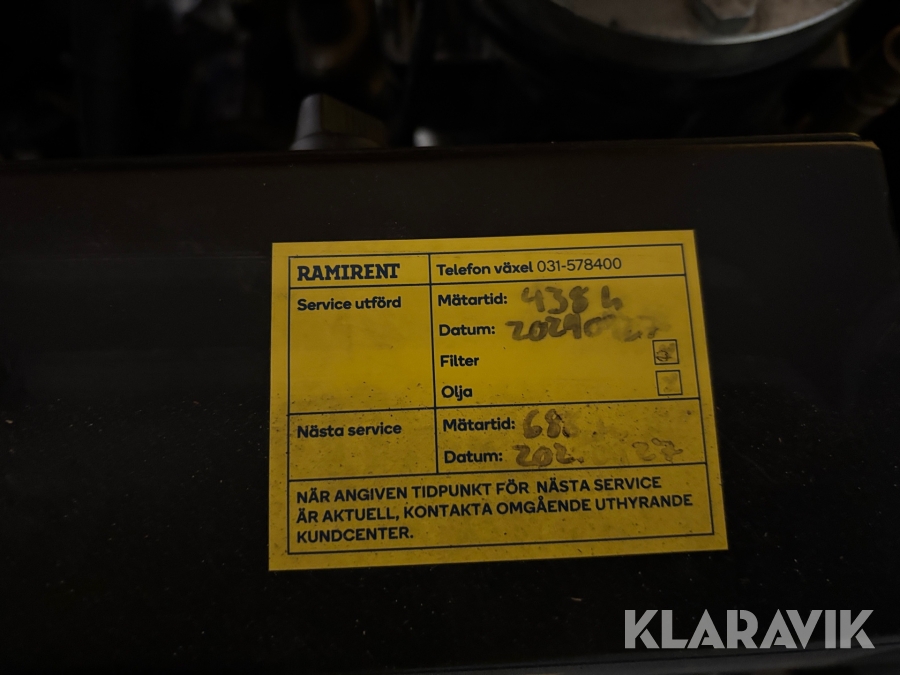 RAMIRENT
Telefon växel 031-578400
Service utförd
Mätartid: 438 h
Datum:
Filter
Olja
Nästa service
Mätartid:
Datum:
NÄR ANGIVEN TIDPUNKT FÖR NÄSTA SERVICE
ÄR AKTUELL, KONTAKTA OMGÅENDE UTHYRANDE
KUNDCENTER.
KLARAVIK